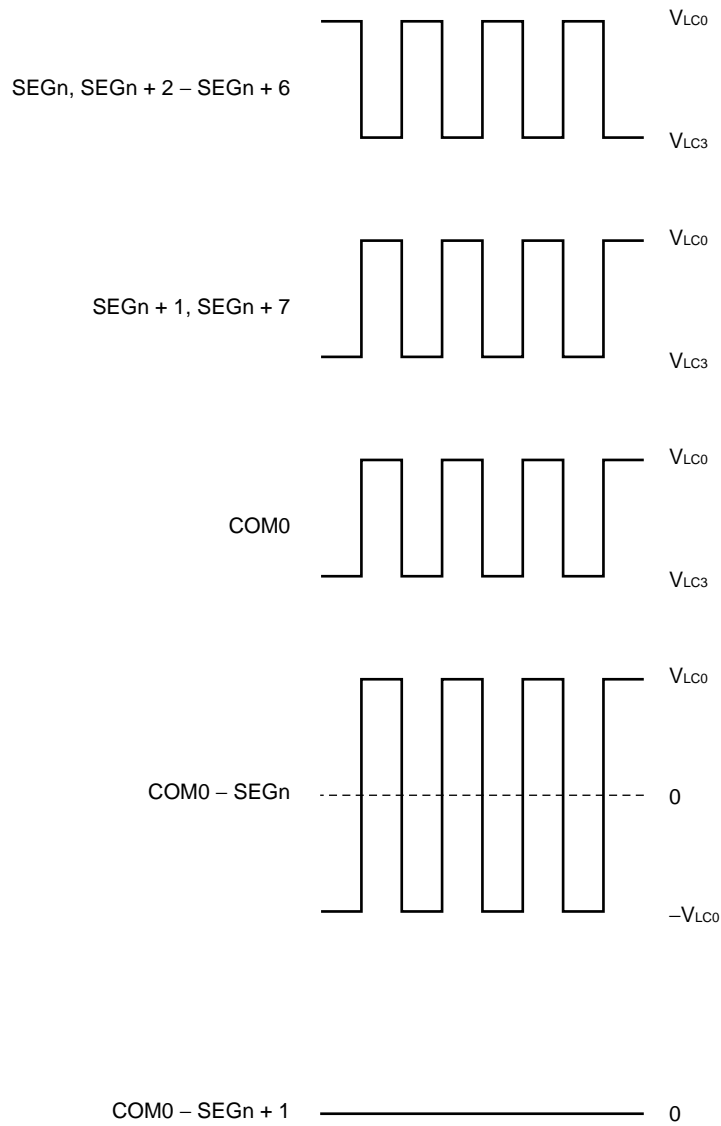 VLC0
SEGn, SEGn + 2 – SEGn + 6
VLC3
VLC0
SEGn + 1, SEGn + 7
VLC3
VLC0
COM0
VLC3
VLC0
COM0 – SEGn
0
–VLC0
COM0 – SEGn + 1
0